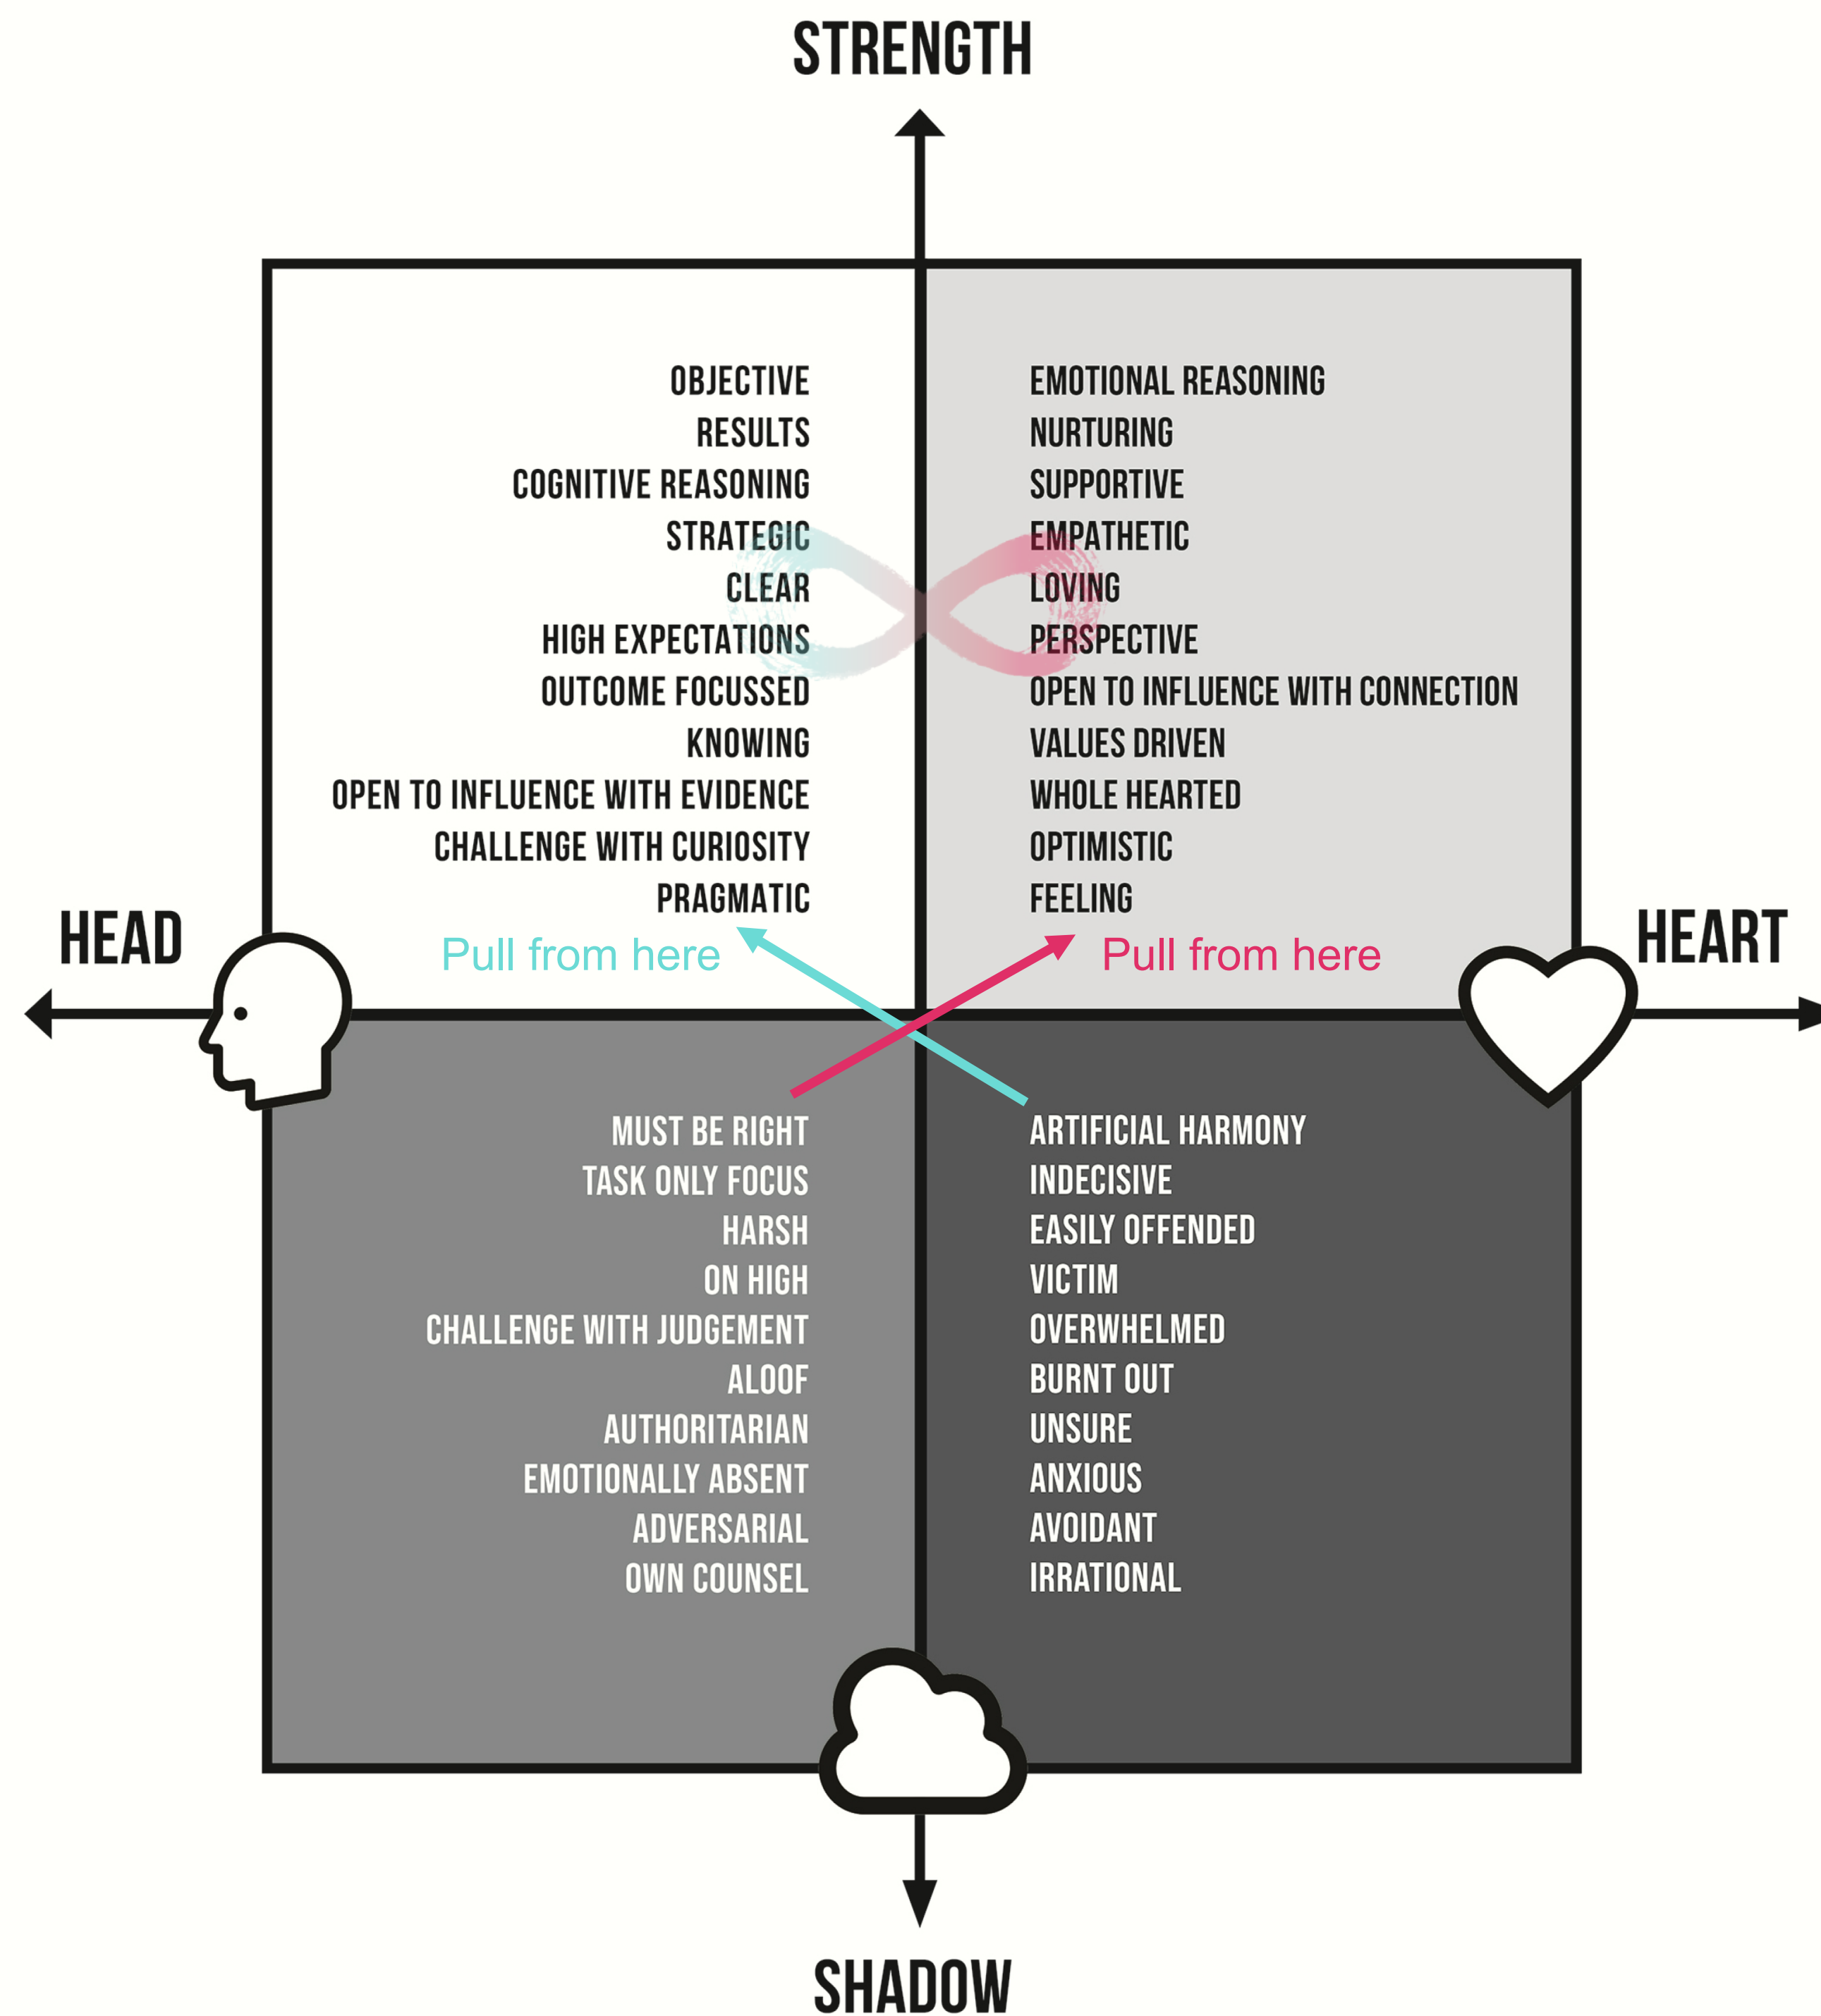 STRENGTH
OBJECTIVE
RESULTS
COGNITIVE REASONING
STRATEGIC
CLEAR
HIGH EXPECTATIONS
OUTCOME FOCUSSED
KNOWING
OPEN TO INFLUENCE WITH EVIDENCE
CHALLENGE WITH CURIOSITY
PRAGMATIC
Pull from here
EMOTIONAL REASONING
NURTURING
SUPPORTIVE
EMPATHETIC
LOVING
PERSPECTIVE
OPEN TO INFLUENCE WITH CONNECTION
VALUES DRIVEN
WHOLE HEARTED
OPTIMISTIC
FEELING
Pull from here
HEAD
HEART
MUST BE RIGHT
TASK ONLY FOCUS
HARSH
ON HIGH
CHALLENGE WITH JUDGEMENT
ALOOF
AUTHORITARIAN
EMOTIONALLY ABSENT
ADVERSARIAL
OWN COUNSEL
ARTIFICIAL HARMONY
INDECISIVE
EASILY OFFENDED
VICTIM
OVERWHELMED
BURNT OUT
UNSURE
ANXIOUS
AVOIDANT
IRRATIONAL
SHADOW